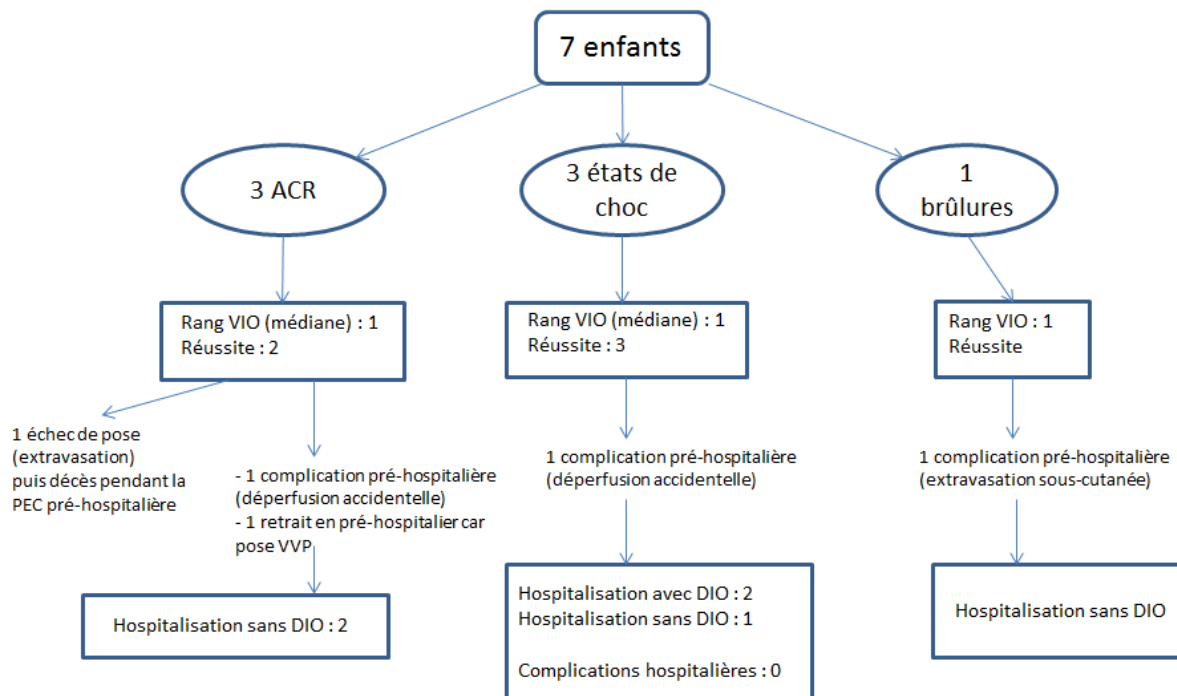 7 enfants
3 ACR
3 états de
choc
1
brûlures
Rang VIO (médiane) : 1
Réussite : 2
Rang VIO (médiane) : 1
Réussite : 3
Rang VIO : 1
Réussite
1 échec de pose
(extravasation)
puis décès pendant la
PEC pré-hospitalière
- 1 complication pré-hospitalière
(déperfusion accidentelle)
- 1 retrait en pré-hospitalier car
pose VVP
1 complication pré-hospitalière
(déperfusion accidentelle)
1 complication pré-hospitalière
(extravasation sous-cutanée)
Hospitalisation sans DIO : 2
Hospitalisation avec DIO : 2
Hospitalisation sans DIO : 1
Complications hospitalières : 0
Hospitalisation sans DIO